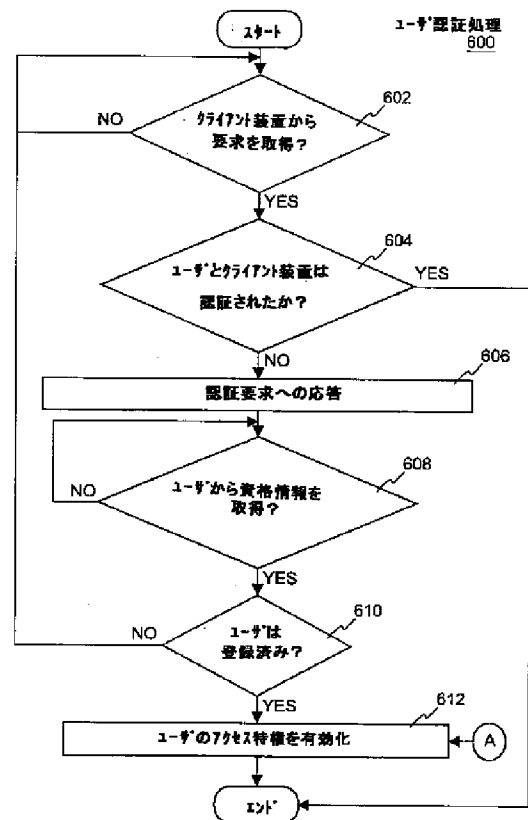 スタート
ユーザ認証処理
600
602
クライアント装置から
要求を取得？
NO
YES
604
ユーザとクライアント装置は
認証されたか？
YES
NO
606
認証要求への応答
608
ユーザから資格情報を
取得？
NO
YES
610
ユーザは
登録済み？
NO
YES
612
ユーザのアクセス特権を有効化
A
エンド